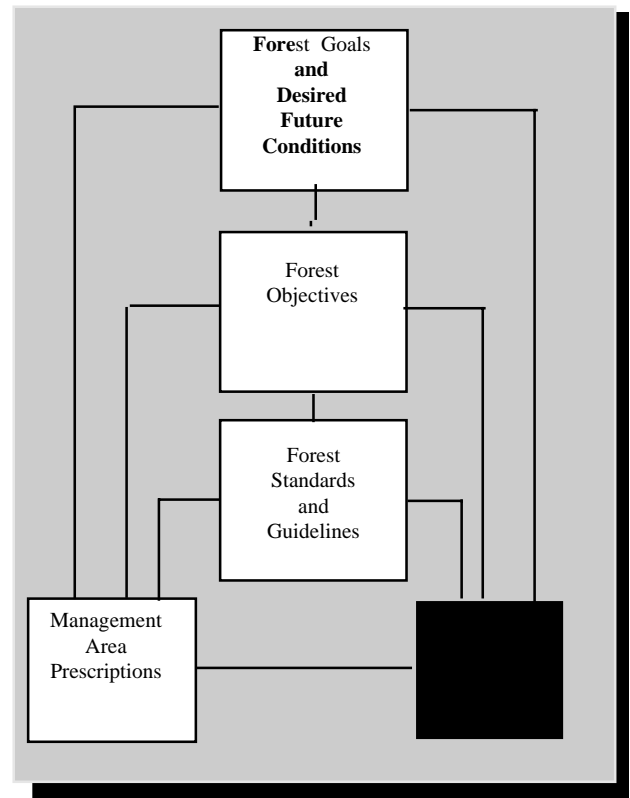 Forest Goals
and
Desired
Future
Conditions
Forest
Objectives
Forest
Standards
and
Guidelines
Management
Area
Prescriptions